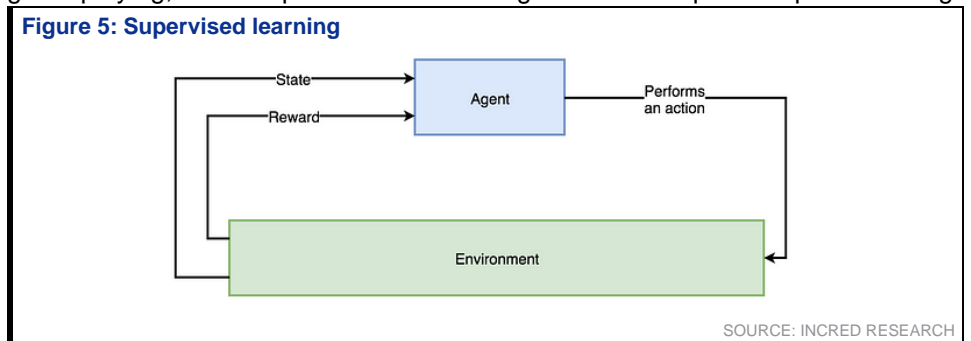 Figure 5: Supervised learning
State
Agent
Performs
an action
Reward
Environment
SOURCE: INCRED RESEARCH